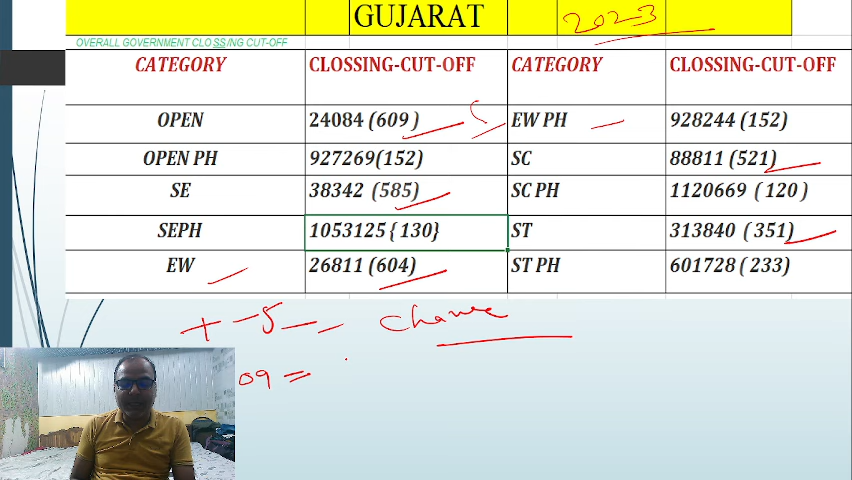 GUJARAT
2023
OVERALL GOVERNMENT CLOSSING CUT-OFF
CATEGORY CLOSSING-CUT-OFF CATEGORY CLOSSING-CUT-OFF
OPEN 24084 (609 ) 5 EW PH 928244 (152)
OPEN PH 927269(152) SC 88811 (521)
SE 38342 (585) SC PH 1120669 ( 120 )
SEPH 1053125 { 130} ST 313840 ( 351)
EW 26811 (604) ST PH 601728 ( 233)
+ - 5 - = Chance
09 =